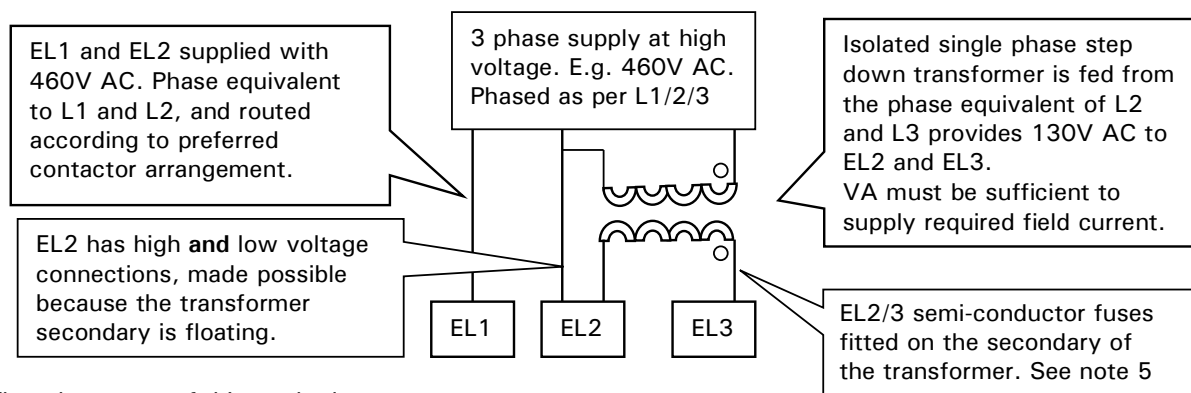 EL1 and EL2 supplied with
460V AC. Phase equivalent
to L1 and L2, and routed
according to preferred
contactor arrangement.
3 phase supply at high
voltage. E.g. 460V AC.
Phased as per L1/2/3
Isolated single phase step
down transformer is fed from
the phase equivalent of L2
and L3 provides 130V AC to
EL2 and EL3.
VA must be sufficient to
supply required field current.
EL2 has high and low voltage
connections, made possible
because the transformer
secondary is floating.
EL1
EL2
EL3
EL2/3 semi-conductor fuses
fitted on the secondary of
the transformer. See note 5